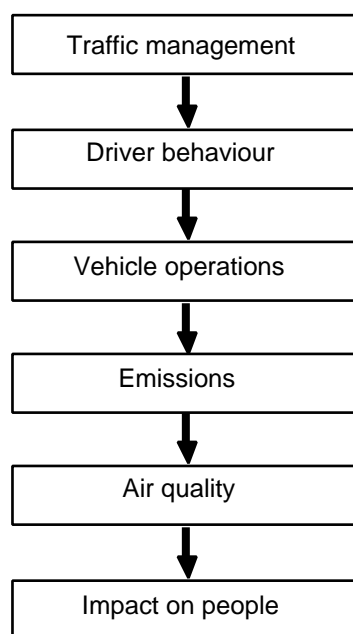 Traffic management
Driver behaviour
Vehicle operations
Emissions
Air quality
Impact on people